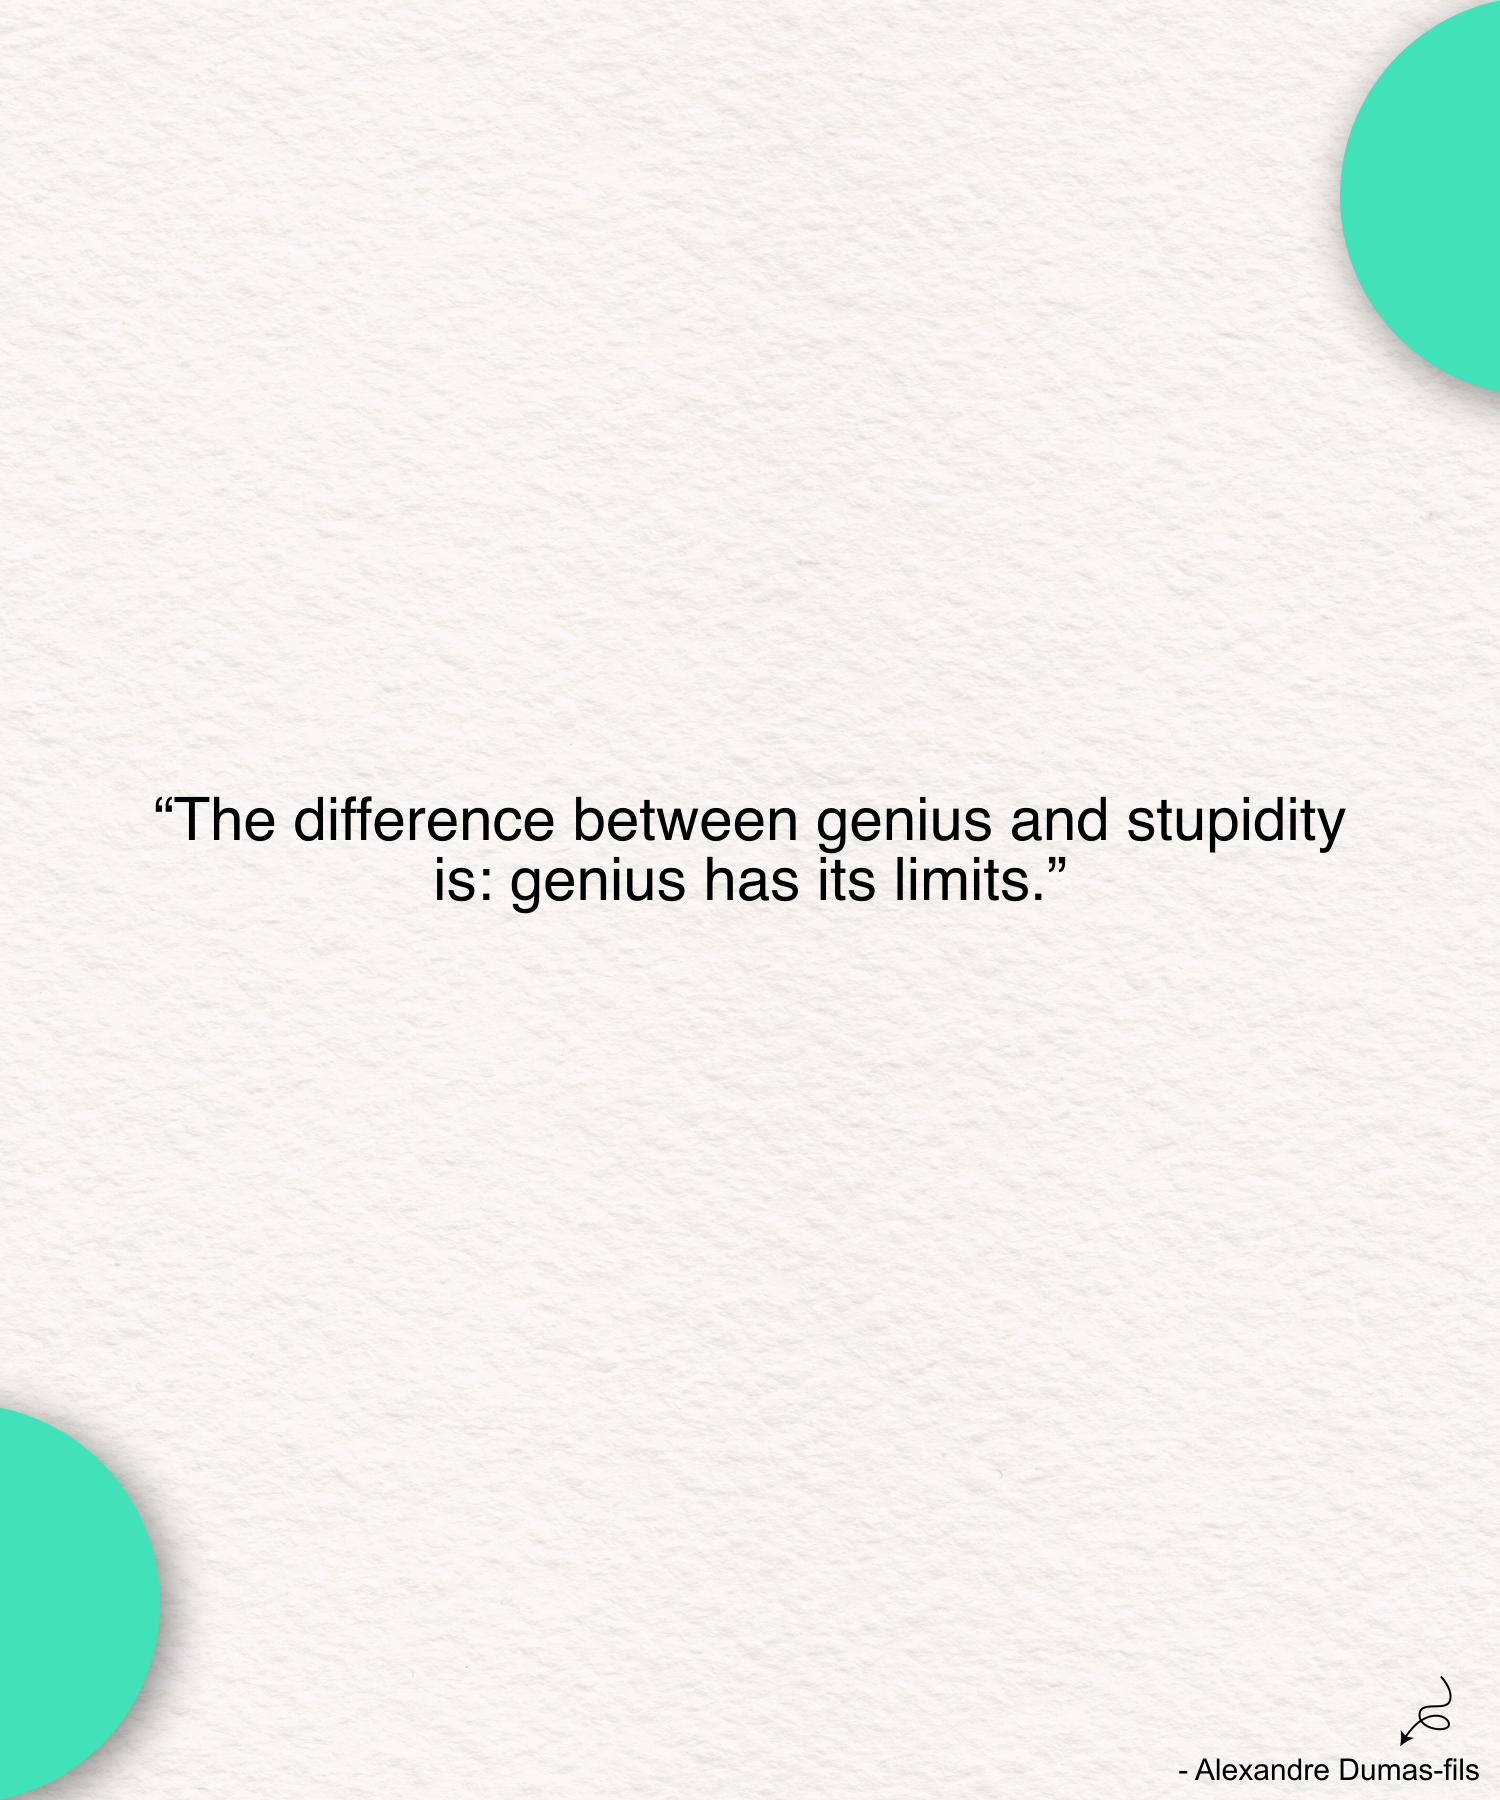 “The difference between genius and stupidity
is: genius has its limits.”
- Alexandre Dumas-fils